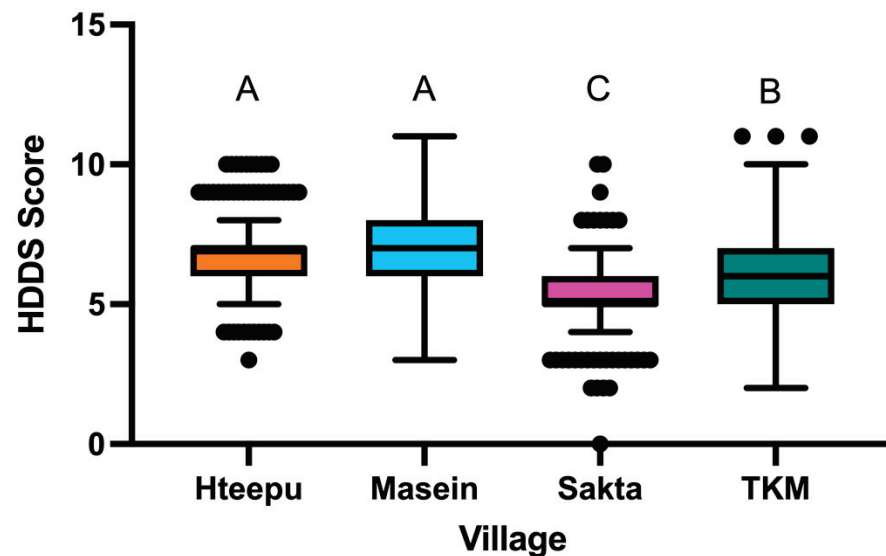 15
A A C B
10
5
0
HDDS Score
Hteepu Masein Sakta TKM
Village